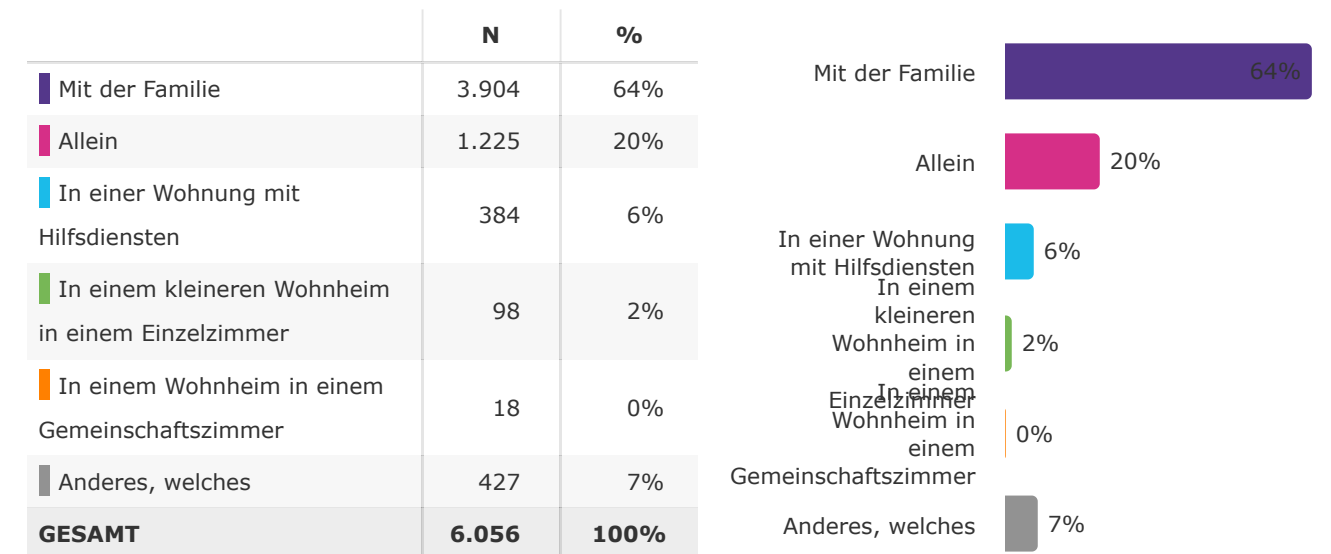 N %
Mit der Familie 3.904 64%
Allein 1.225 20%
In einer Wohnung mit
Hilfsdiensten 384 6%
In einem kleineren Wohnheim
in einem Einzelzimmer 98 2%
In einem Wohnheim in einem
Gemeinschaftszimmer 18 0%
Anderes, welches 427 7%
GESAMT 6.056 100%
Mit der Familie 64%
Allein 20%
In einer Wohnung
mit Hilfsdiensten 6%
In einem
kleineren
Wohnheim in
einem
Einzelzimmer 2%
In einem
Wohnheim in
einem
Gemeinschaftszimmer 0%
Anderes, welches 7%